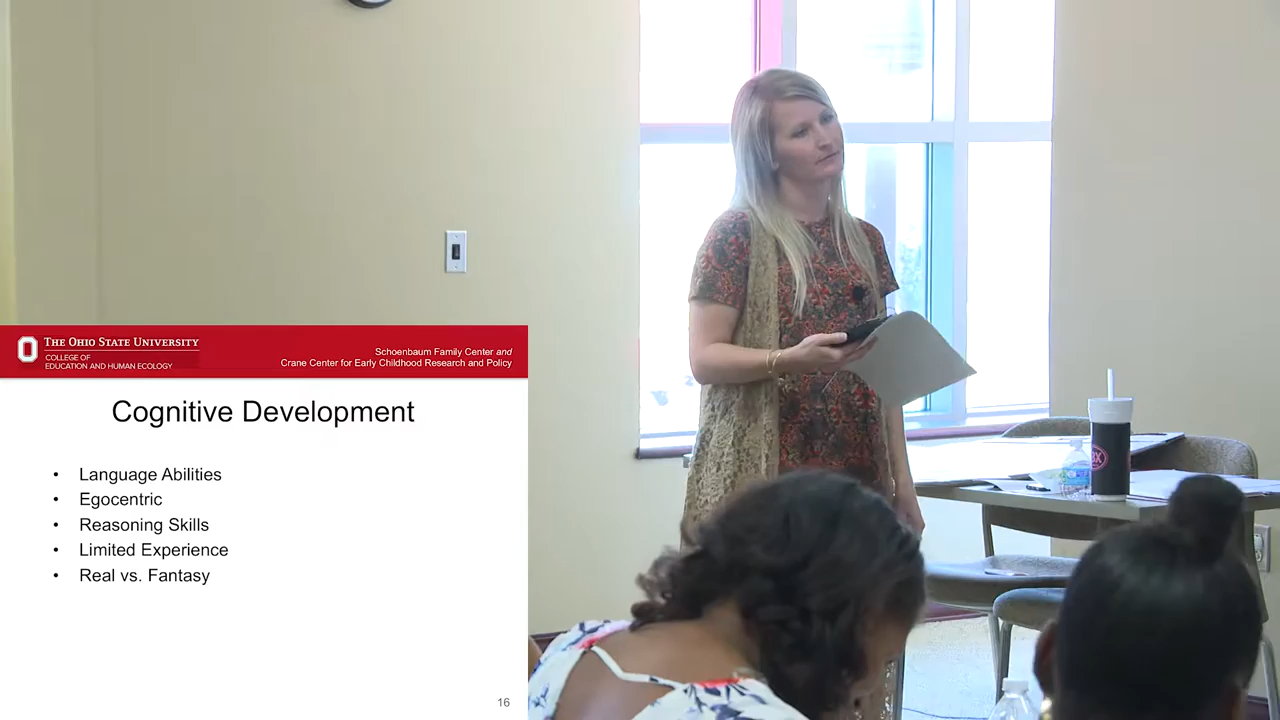 THE OHIO STATE UNIVERSITY
COLLEGE OF
EDUCATION AND HUMAN ECOLOGY
Schoenbaum Family Center and
Crane Center for Early Childhood Research and Policy
Cognitive Development
• Language Abilities
• Egocentric
• Reasoning Skills
• Limited Experience
• Real vs. Fantasy
16